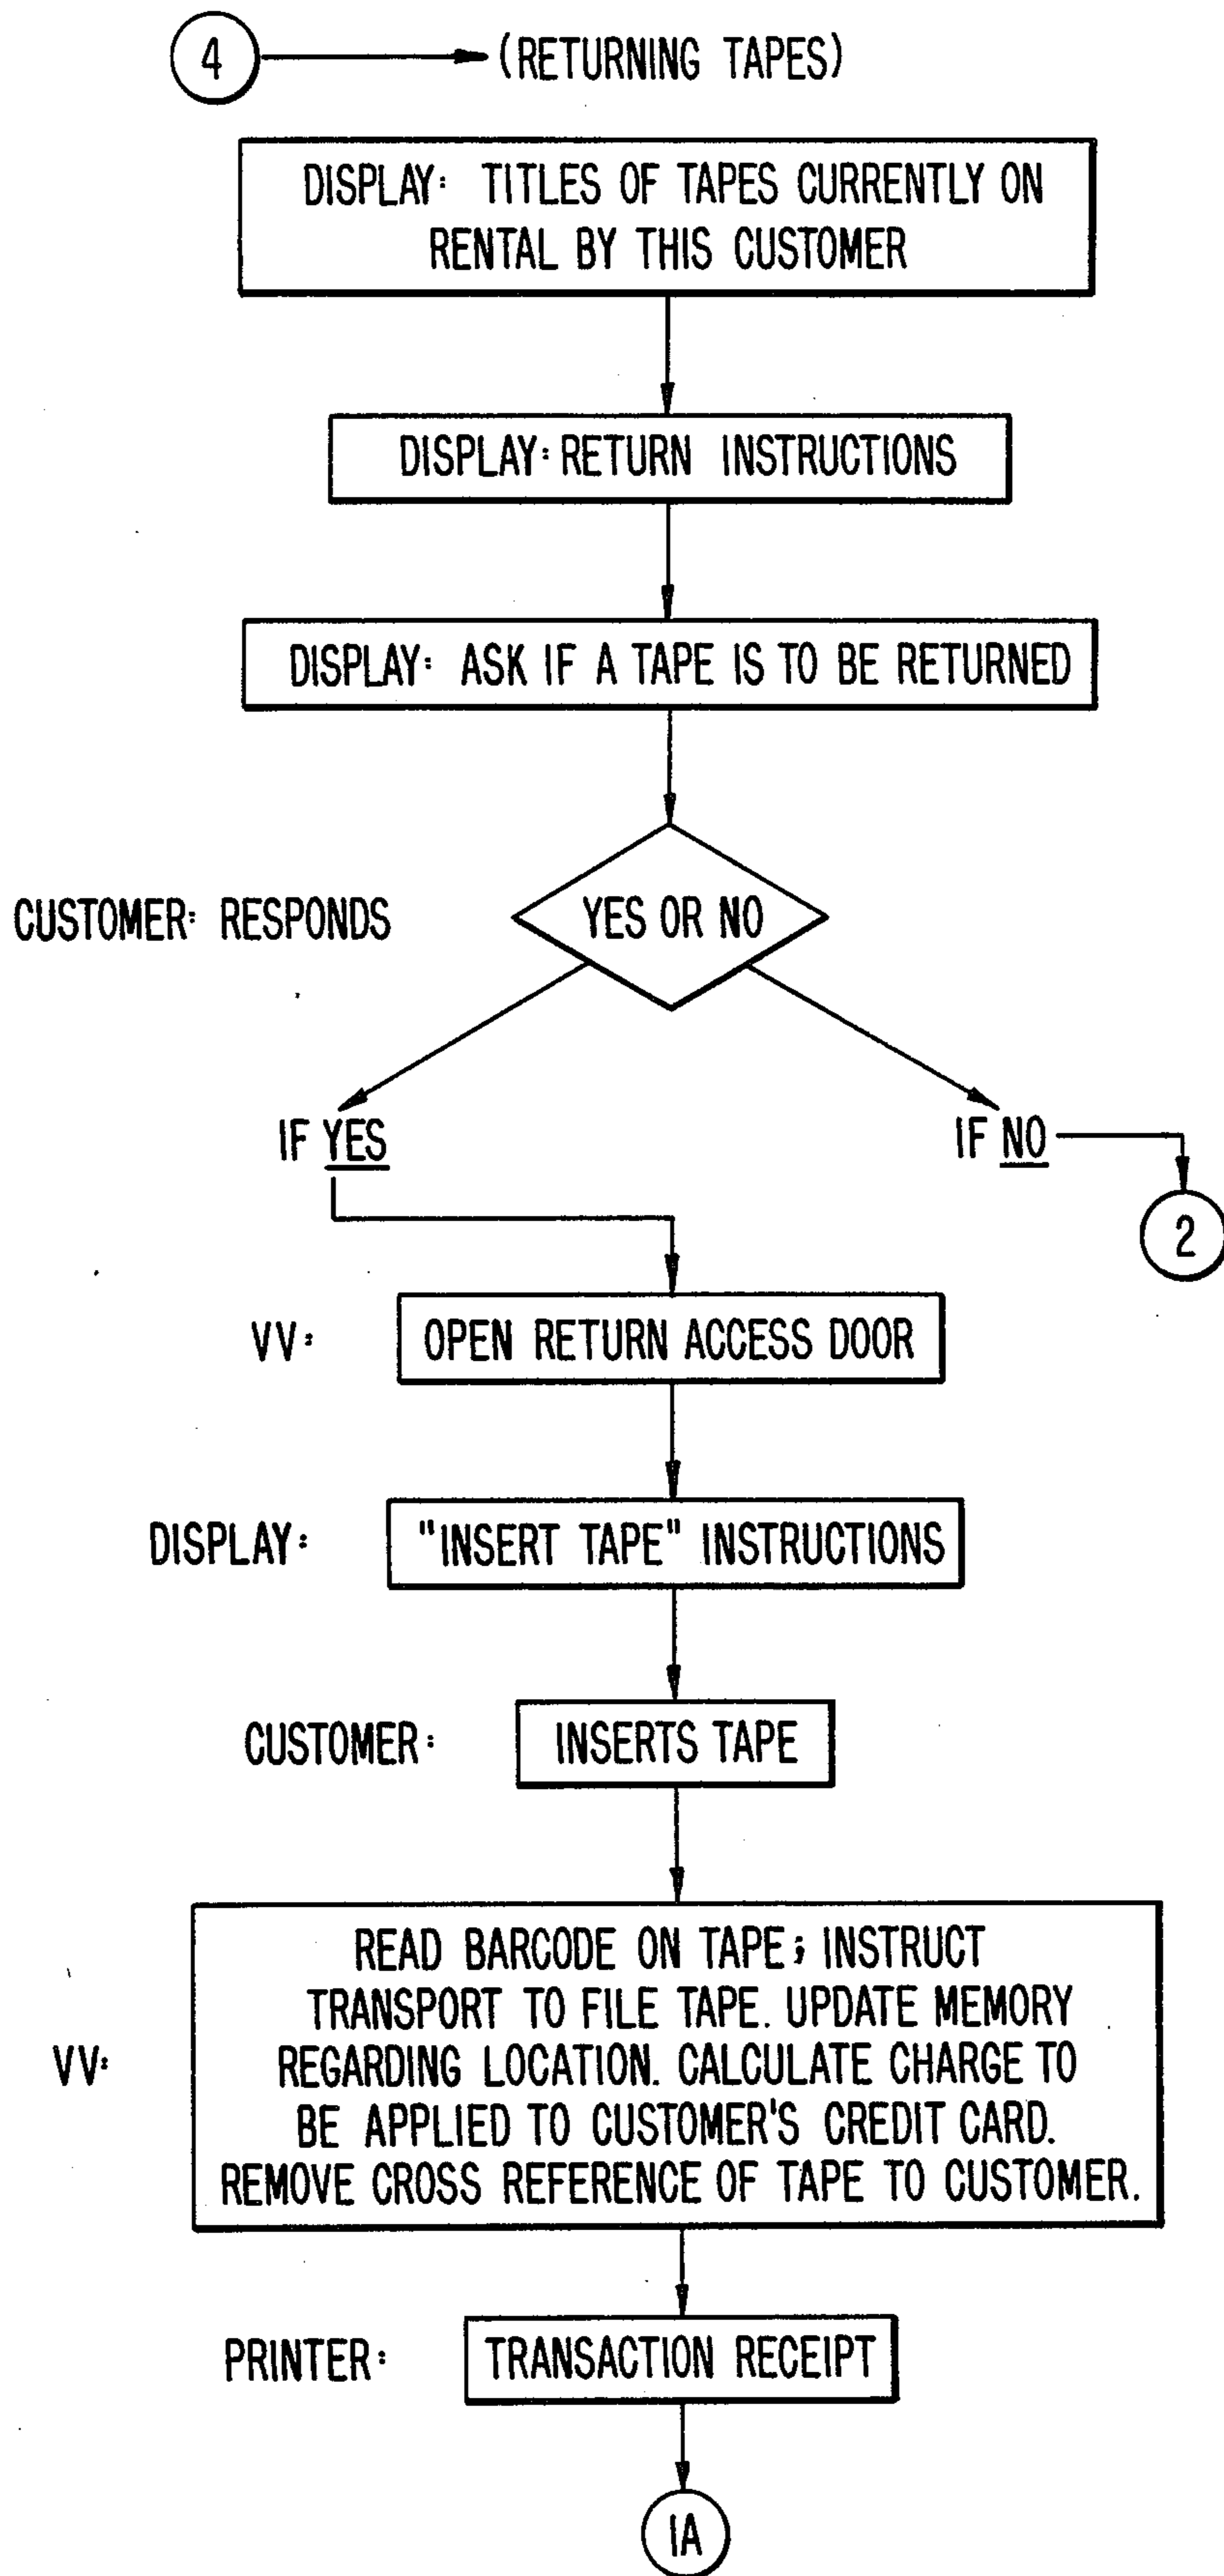 4 (RETURNING TAPES)
DISPLAY: TITLES OF TAPES CURRENTLY ON
RENTAL BY THIS CUSTOMER
DISPLAY: RETURN INSTRUCTIONS
DISPLAY: ASK IF A TAPE IS TO BE RETURNED
CUSTOMER: RESPONDS YES OR NO
IF YES IF NO
2
VV: OPEN RETURN ACCESS DOOR
DISPLAY: "INSERT TAPE" INSTRUCTIONS
CUSTOMER: INSERTS TAPE
READ BARCODE ON TAPE; INSTRUCT
TRANSPORT TO FILE TAPE. UPDATE MEMORY
VV: REGARDING LOCATION. CALCULATE CHARGE TO
BE APPLIED TO CUSTOMER'S CREDIT CARD.
REMOVE CROSS REFERENCE OF TAPE TO CUSTOMER.
PRINTER: TRANSACTION RECEIPT
1A